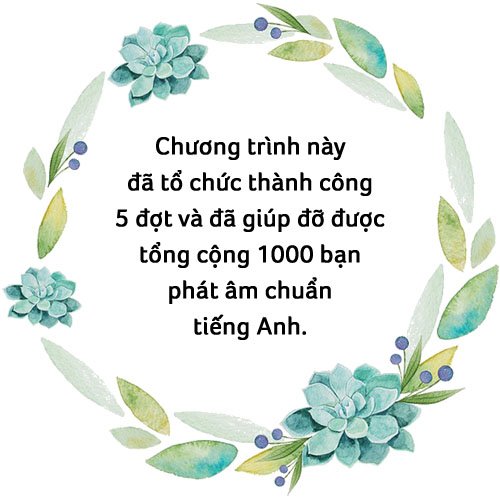 Chương trình này
đã tổ chức thành công
5 đợt và đã giúp đỡ được
tổng cộng 1000 bạn
phát âm chuẩn
tiếng Anh.